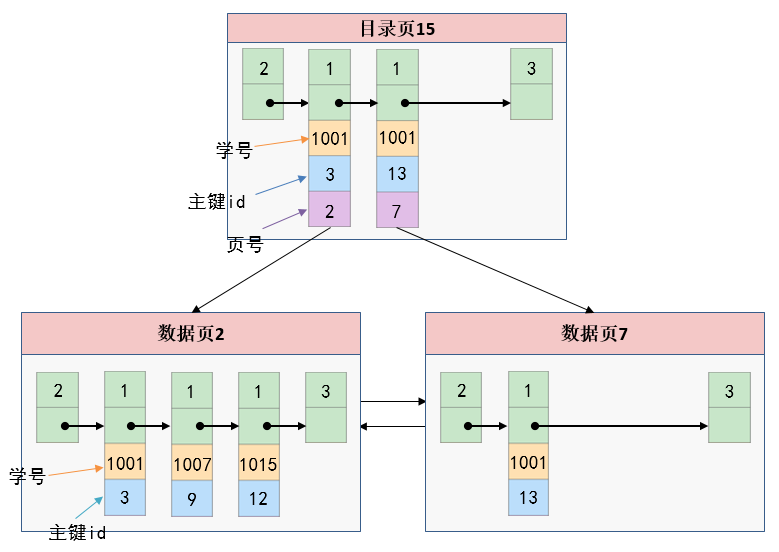 目录页15
2 1 1 3
学号 1001 1001
主键id 3 13
页号 2 7
数据页2
2 1 1 1 3
学号 1001 1007 1015
主键id 3 9 12
数据页7
2 1 3
1001
13